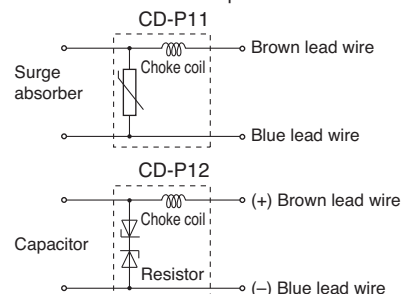 CD-P11
Brown lead wire
Choke coil
Surge
absorber
Blue lead wire
CD-P12
(+) Brown lead wire
Choke coil
Capacitor
Resistor
(–) Blue lead wire